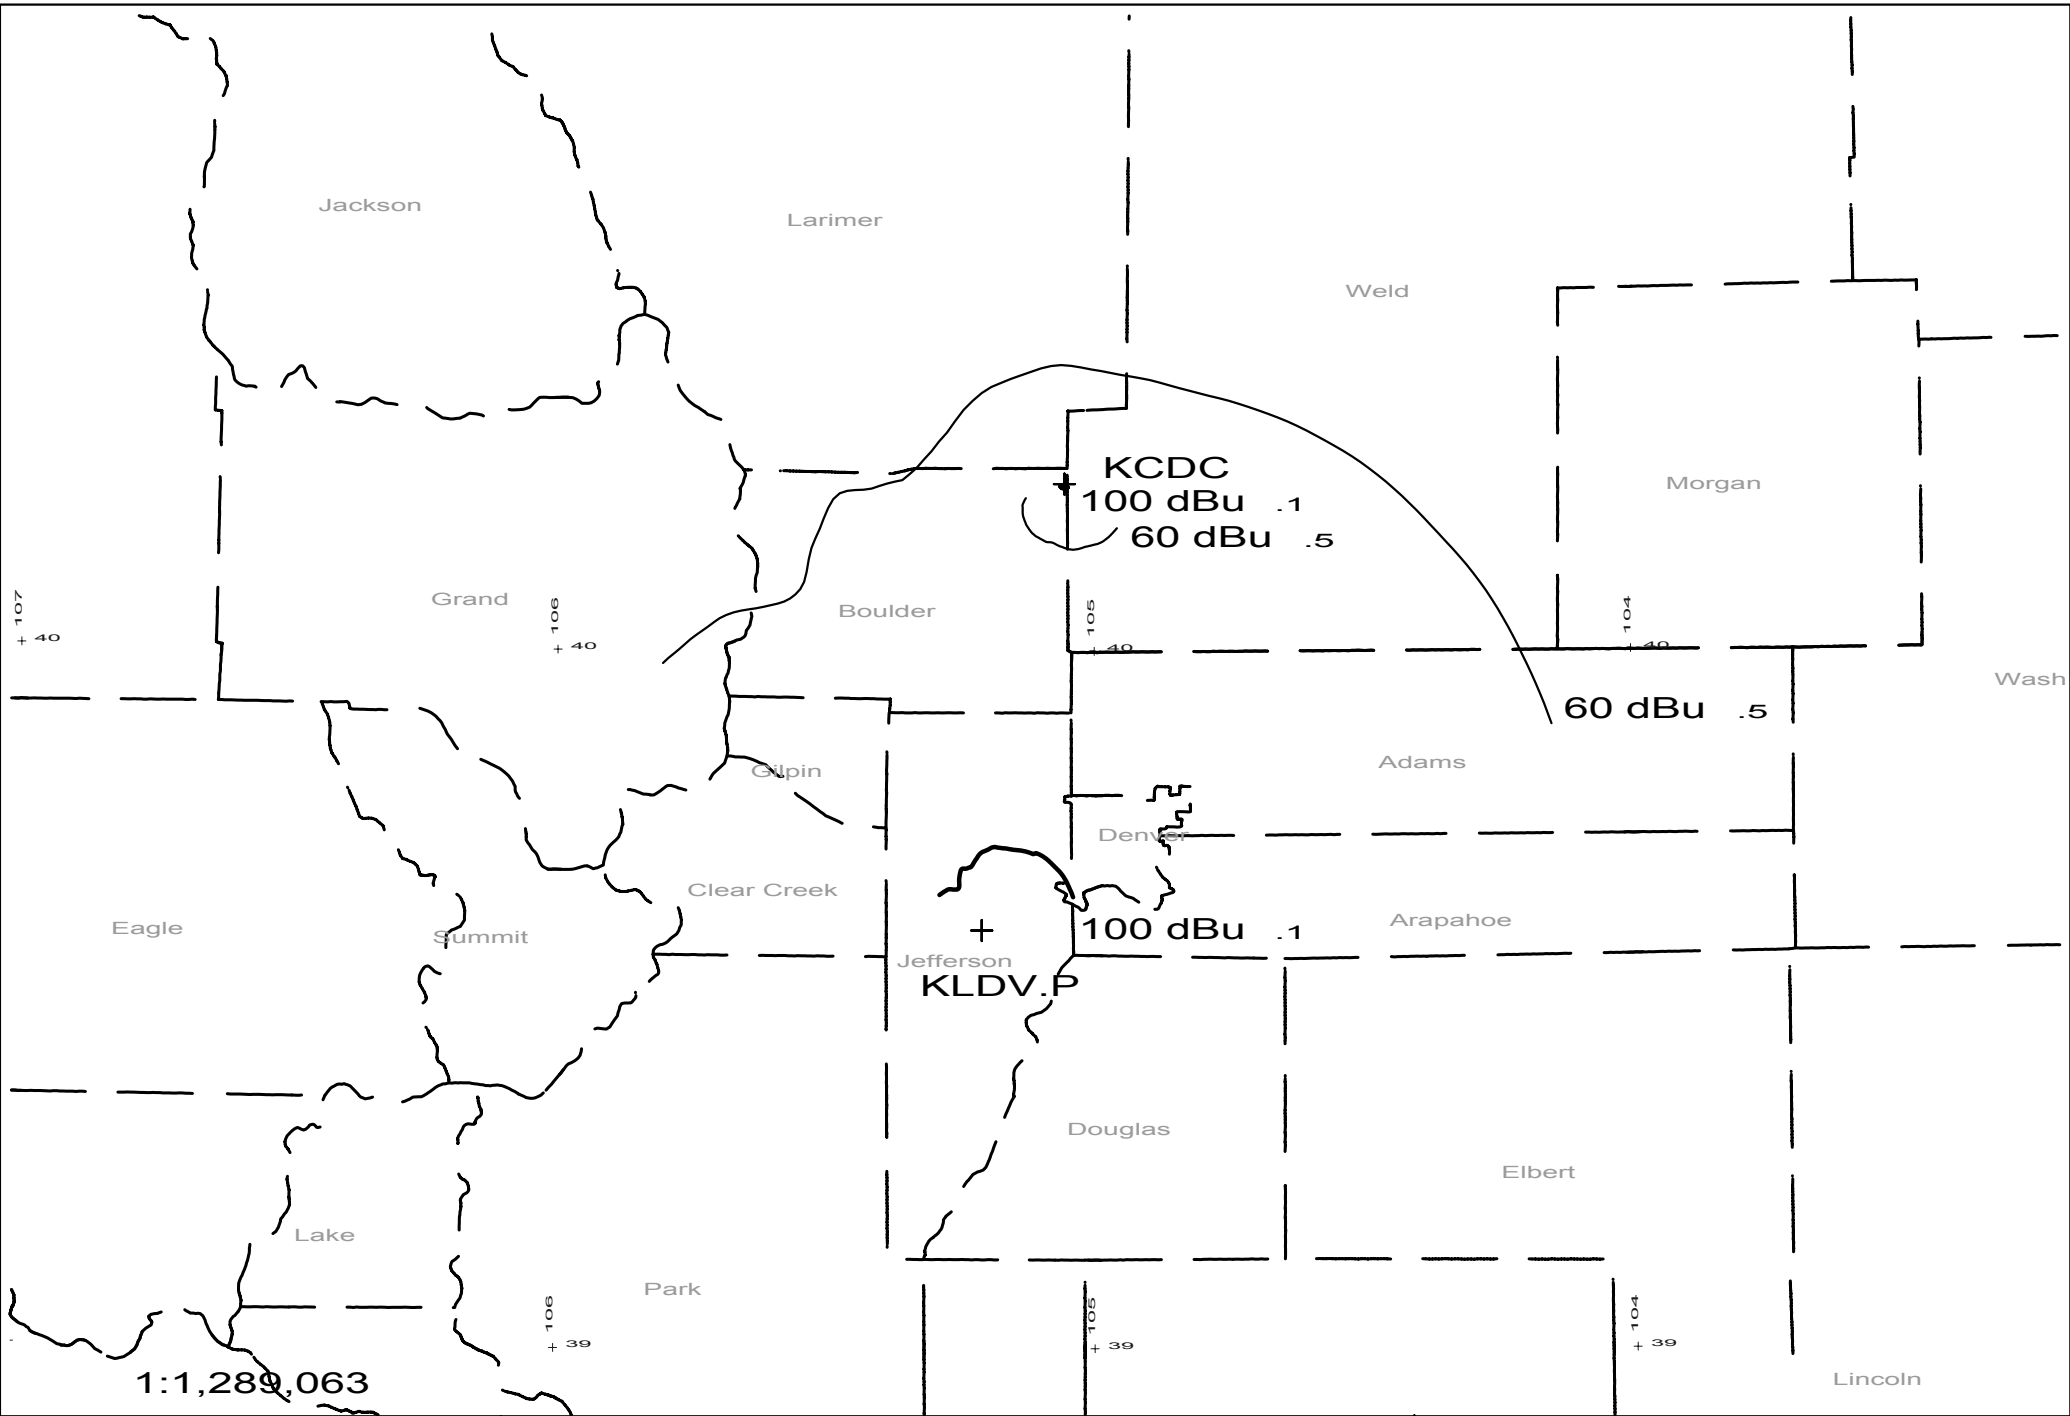 Jackson
Larimer
Weld
KCDC
100 dBu .1
60 dBu .5
Morgan
Grand
Boulder
107
+ 40
106
+ 40
105
+ 40
104
+ 40
Wash
60 dBu .5
Gilpin
Adams
Denver
Clear Creek
Eagle
Summit
100 dBu .1
Arapahoe
Jefferson
KLDV.P
Douglas
Elbert
Lake
Park
106
+ 39
105
+ 39
104
+ 39
1:1,289,063
Lincoln